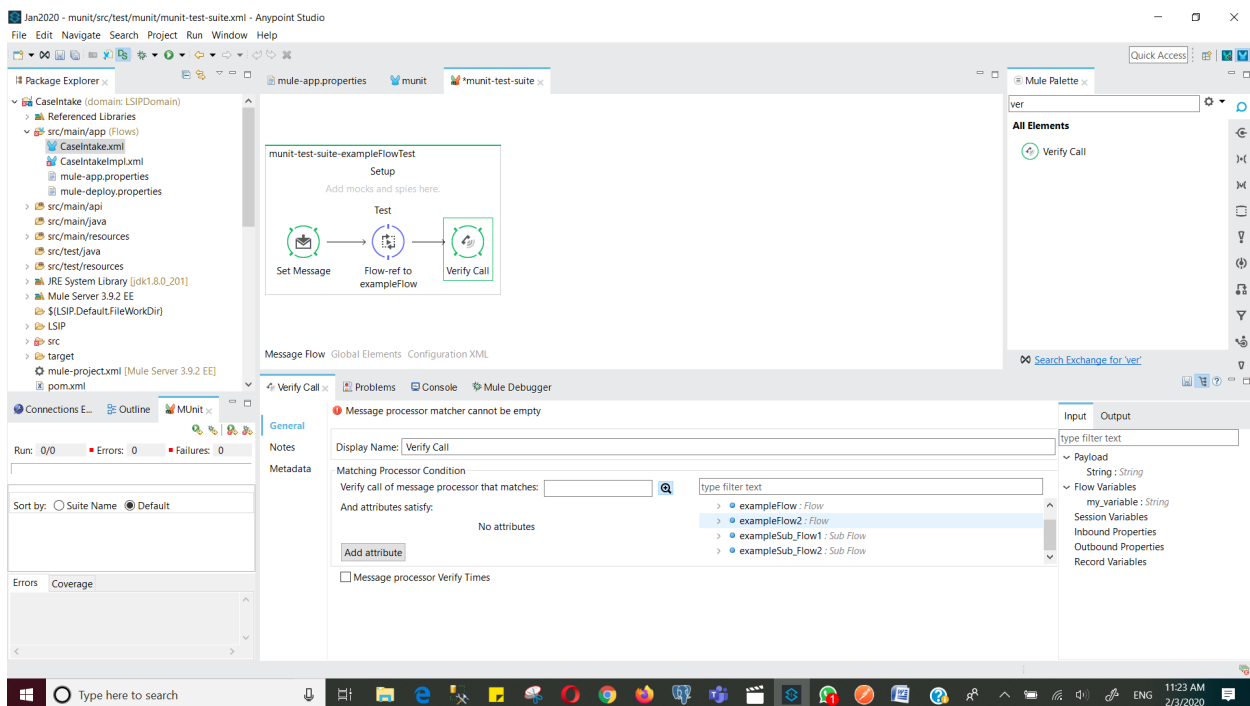 Jan2020 - munit/src/test/munit/munit-test-suite.xml - Anypoint Studio
File Edit Navigate Search Project Run Window Help
Quick Access
Package Explorer
CaseIntake (domain: LSIPDomain)
Referenced Libraries
src/main/app (Flows)
CaseIntake.xml
CaseIntakeImpl.xml
mule-app.properties
mule-deploy.properties
src/main/api
src/main/java
src/main/resources
src/test/java
src/test/resources
JRE System Library [jdk1.8.0_201]
Mule Server 3.9.2 EE
${LSIP.Default.FileWorkDir}
LSIP
src
target
mule-project.xml [Mule Server 3.9.2 EE]
pom.xml
mule-app.properties munit *munit-test-suite
munit-test-suite-exampleFlowTest
Setup
Add mocks and spies here.
Test
Set Message
Flow-ref to
exampleFlow
Verify Call
Message Flow Global Elements Configuration XML
Mule Palette
ver
All Elements
Verify Call
Search Exchange for 'ver'
Connections E... Outline MUnit
Run: 0/0 Errors: 0 Failures: 0
Sort by: Suite Name Default
Errors Coverage
Verify Call Problems Console Mule Debugger
General
Notes
Metadata
Message processor matcher cannot be empty
Display Name: Verify Call
Matching Processor Condition
Verify call of message processor that matches:
And attributes satisfy:
No attributes
Add attribute
Message processor Verify Times
type filter text
exampleFlow : Flow
exampleFlow2 : Flow
exampleSub_Flow1 : Sub Flow
exampleSub_Flow2 : Sub Flow
Input Output
type filter text
Payload
String : String
Flow Variables
my_variable : String
Session Variables
Inbound Properties
Outbound Properties
Record Variables
Type here to search
1
ENG
11:23 AM
2/3/2020